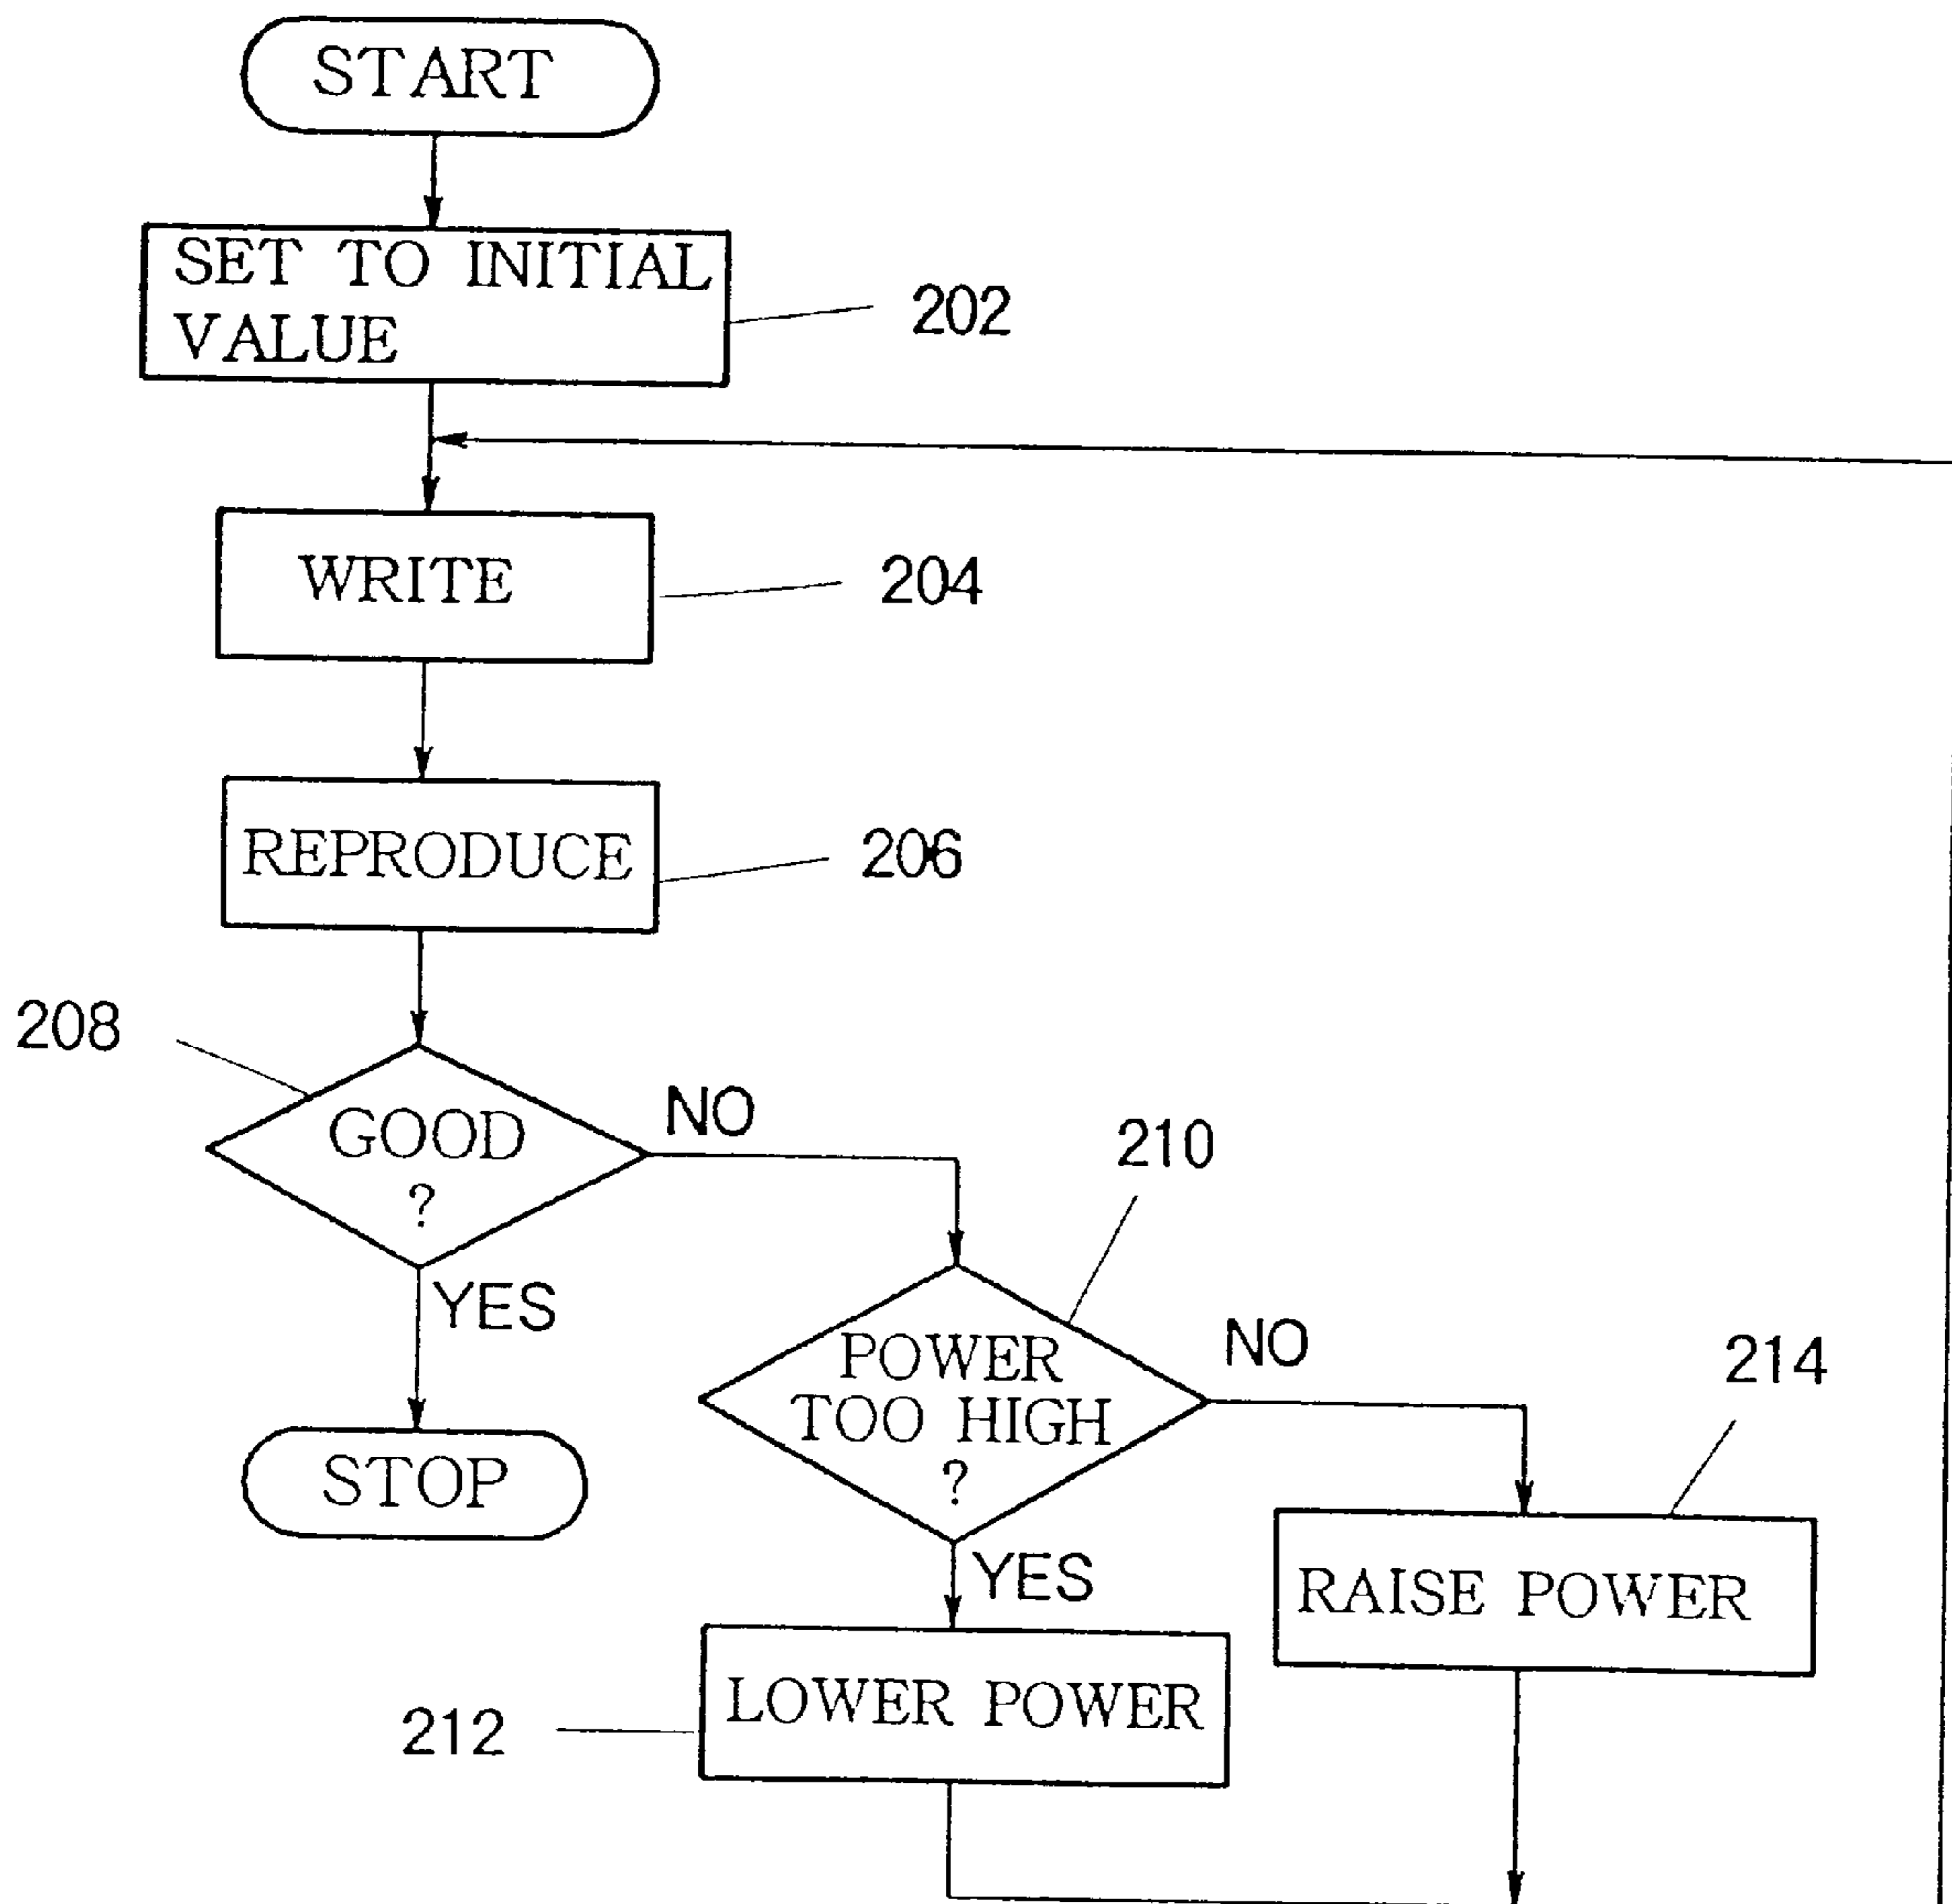 START
SET TO INITIAL
VALUE
202
WRITE
204
REPRODUCE
206
208
GOOD
?
NO
YES
STOP
210
POWER
TOO HIGH
?
NO
YES
214
RAISE POWER
LOWER POWER
212